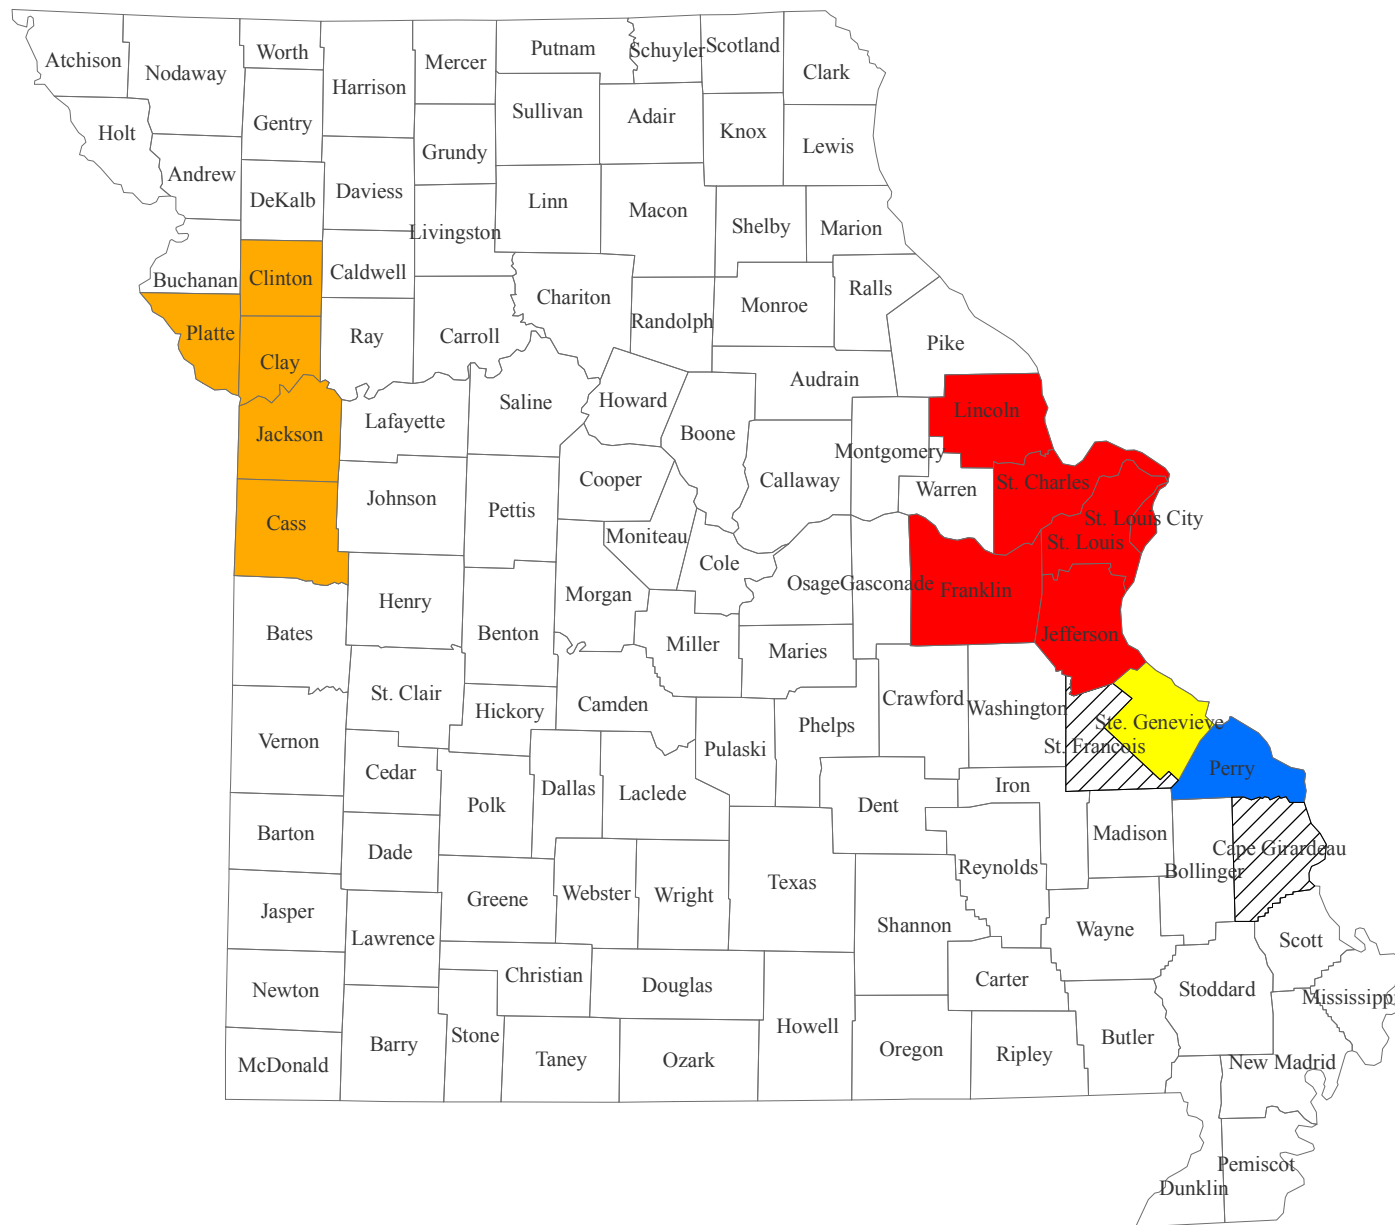 Atchison
Nodaway
Worth
Harrison
Mercer
Putnam
Schuyler
Scotland
Clark
Holt
Gentry
Sullivan
Adair
Knox
Lewis
Andrew
DeKalb
Daviess
Grundy
Linn
Macon
Shelby
Marion
Livingston
Buchanan
Clinton
Caldwell
Chariton
Randolph
Monroe
Ralls
Platte
Clay
Ray
Carroll
Pike
Audrain
Saline
Howard
Lincoln
Jackson
Lafayette
Boone
Montgomery
Callaway
Cooper
Warren
St. Charles
Johnson
Pettis
Cass
Moniteau
St. Louis City
St. Louis
Cole
Osage
Gasconade
Franklin
Henry
Morgan
Bates
Benton
Miller
Maries
Jefferson
St. Clair
Hickory
Camden
Crawford
Washington
Phelps
Ste. Genevieve
St. Francois
Vernon
Pulaski
Perry
Cedar
Polk
Dallas
Laclede
Dent
Iron
Barton
Dade
Madison
Cape Girardeau
Bollinger
Reynolds
Texas
Greene
Webster
Wright
Jasper
Lawrence
Shannon
Wayne
Scott
Christian
Douglas
Carter
Newton
Stoddard
Mississippi
Howell
Stone
Barry
Butler
Oregon
Ripley
McDonald
Taney
Ozark
New Madrid
Pemiscot
Dunklin